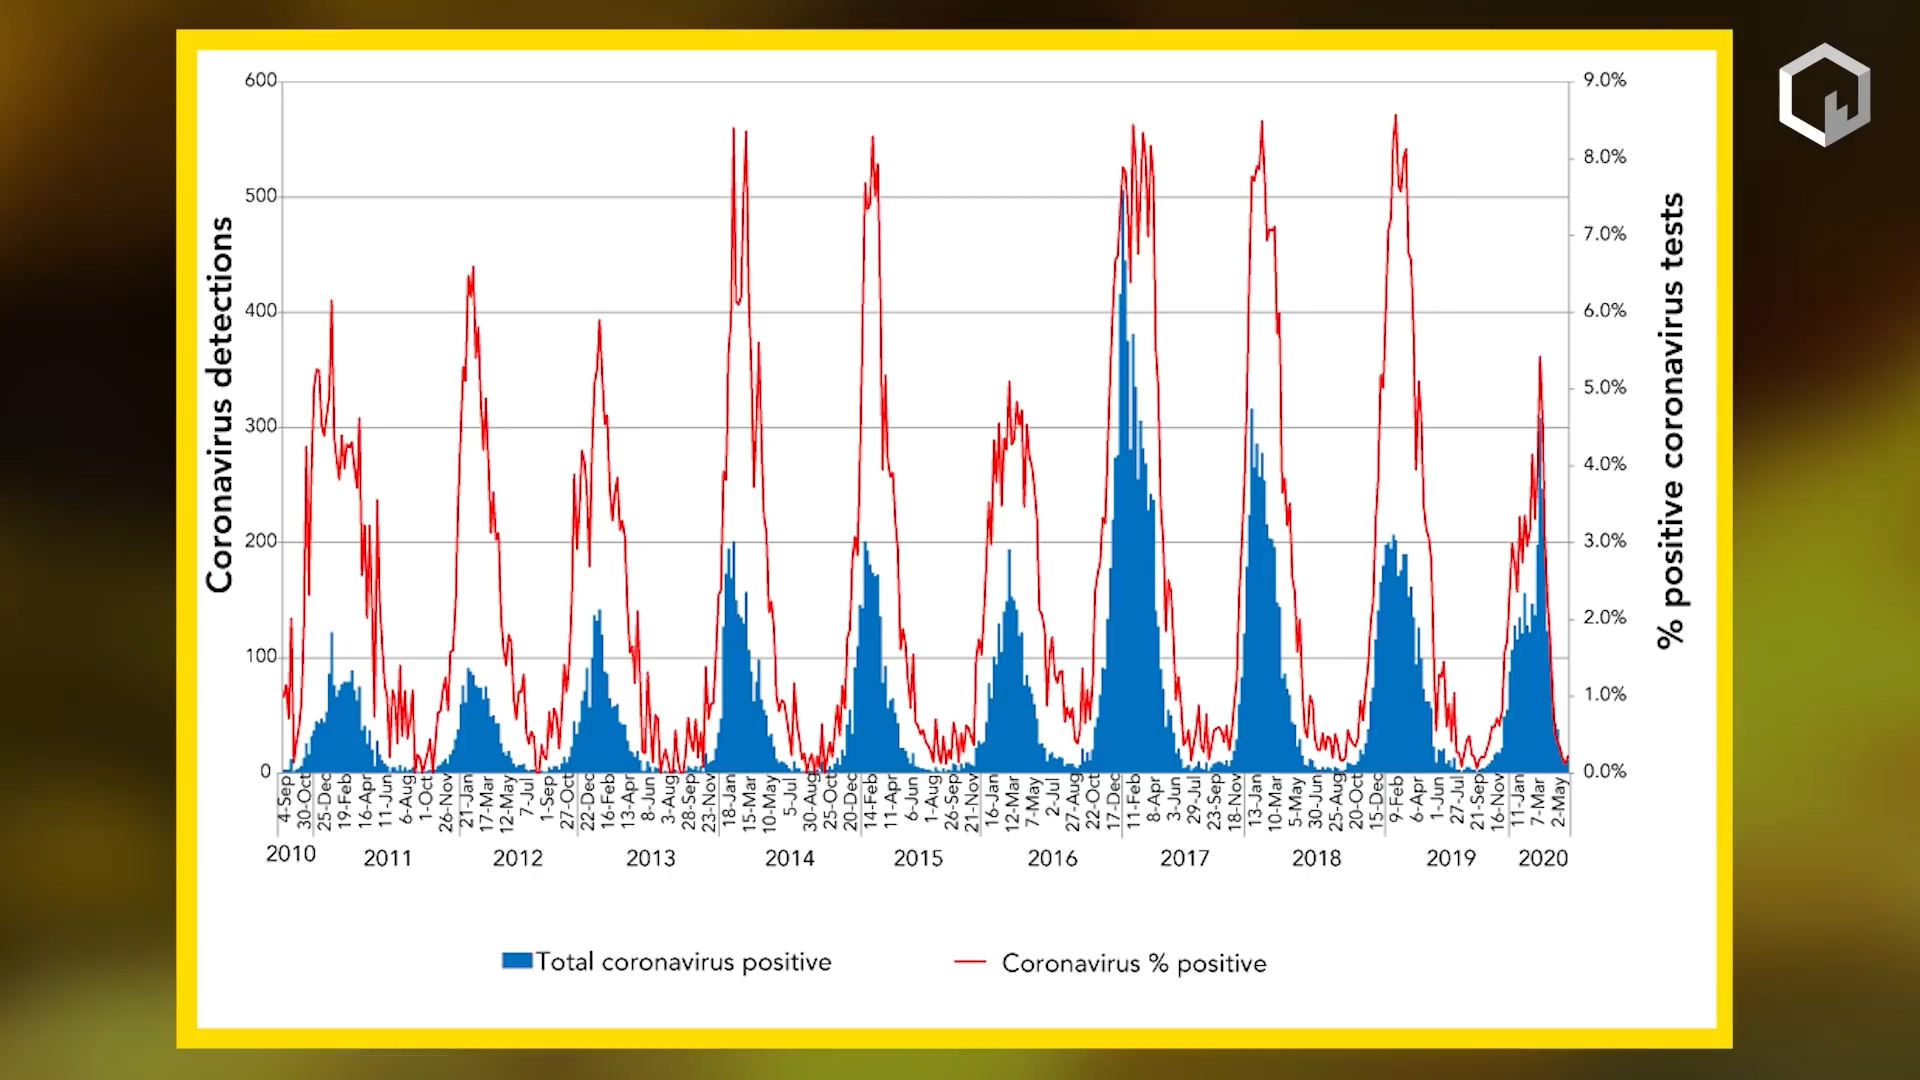 600
500
400
300
200
100
0
Coronavirus detections
9.0%
8.0%
7.0%
6.0%
5.0%
4.0%
3.0%
2.0%
1.0%
0.0%
% positive coronavirus tests
4-Sep
30-Oct
25-Dec
19-Feb
16-Apr
11-Jun
6-Aug
1-Oct
26-Nov
21-Jan
17-Mar
12-May
7-Jul
1-Sep
27-Oct
22-Dec
16-Feb
13-Apr
8-Jun
3-Aug
28-Sep
23-Nov
18-Jan
15-Mar
10-May
5-Jul
30-Aug
25-Oct
20-Dec
14-Feb
11-Apr
6-Jun
1-Aug
26-Sep
21-Nov
16-Jan
12-Mar
7-May
2-Jul
27-Aug
22-Oct
17-Dec
11-Feb
8-Apr
3-Jun
29-Jul
23-Sep
18-Nov
13-Jan
10-Mar
5-May
30-Jun
25-Aug
20-Oct
15-Dec
9-Feb
6-Apr
1-Jun
27-Jul
21-Sep
16-Nov
11-Jan
7-Mar
2-May
2010 2011 2012 2013 2014 2015 2016 2017 2018 2019 2020
Total coronavirus positive
Coronavirus % positive